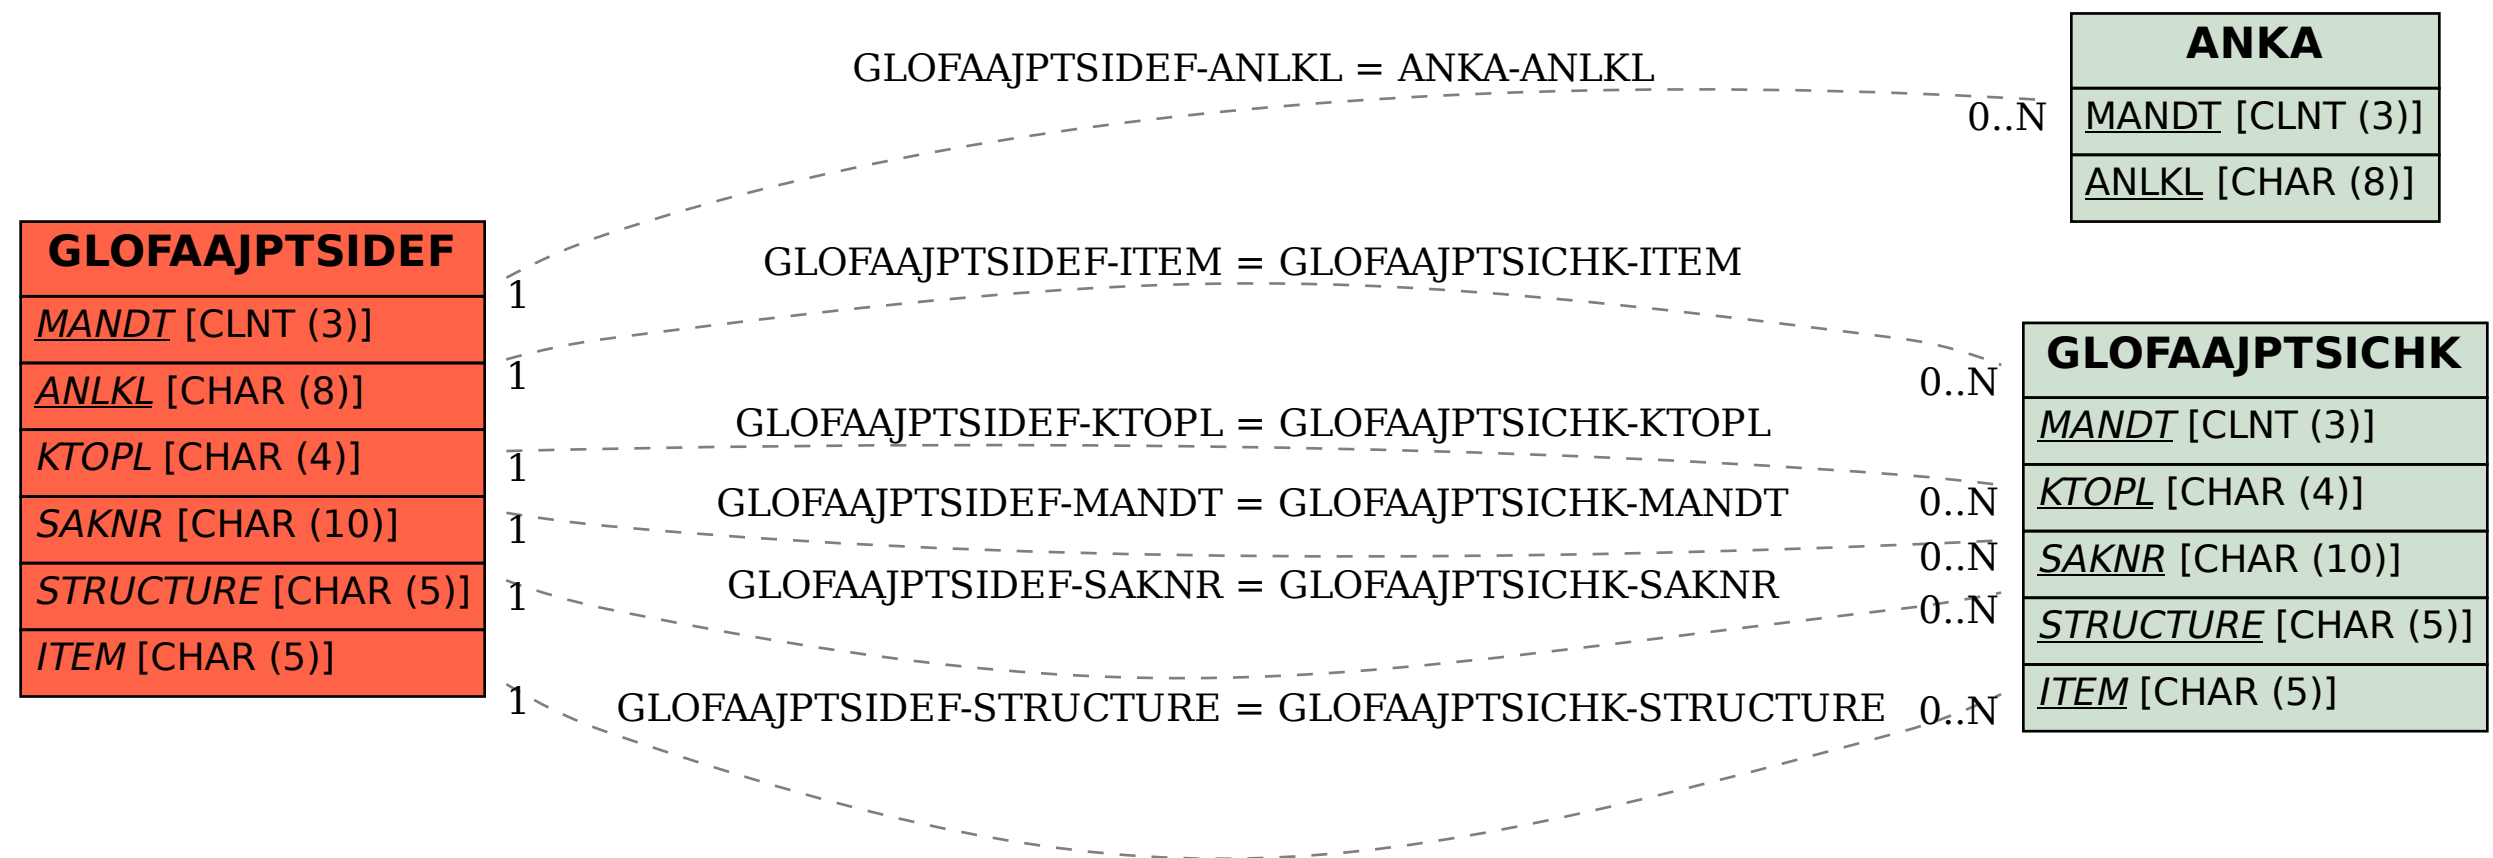 GLOFAAJPTSIDEF
MANDT [CLNT (3)]
ANLKL [CHAR (8)]
KTOPL [CHAR (4)]
SAKNR [CHAR (10)]
STRUCTURE [CHAR (5)]
ITEM [CHAR (5)]
GLOFAAJPTSIDEF-ANLKL = ANKA-ANLKL
1
0..N
GLOFAAJPTSIDEF-ITEM = GLOFAAJPTSICHK-ITEM
1
0..N
GLOFAAJPTSIDEF-KTOPL = GLOFAAJPTSICHK-KTOPL
1
0..N
GLOFAAJPTSIDEF-MANDT = GLOFAAJPTSICHK-MANDT
1
0..N
GLOFAAJPTSIDEF-SAKNR = GLOFAAJPTSICHK-SAKNR
1
0..N
GLOFAAJPTSIDEF-STRUCTURE = GLOFAAJPTSICHK-STRUCTURE
1
0..N
ANKA
MANDT [CLNT (3)]
ANLKL [CHAR (8)]
GLOFAAJPTSICHK
MANDT [CLNT (3)]
KTOPL [CHAR (4)]
SAKNR [CHAR (10)]
STRUCTURE [CHAR (5)]
ITEM [CHAR (5)]